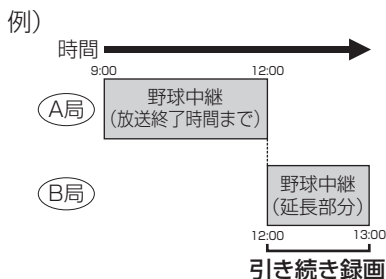 例)
時間
9:00 12:00
A局
野球中継
(放送終了時間まで)
B局
野球中継
(延長部分)
12:00 13:00
引き続き録画